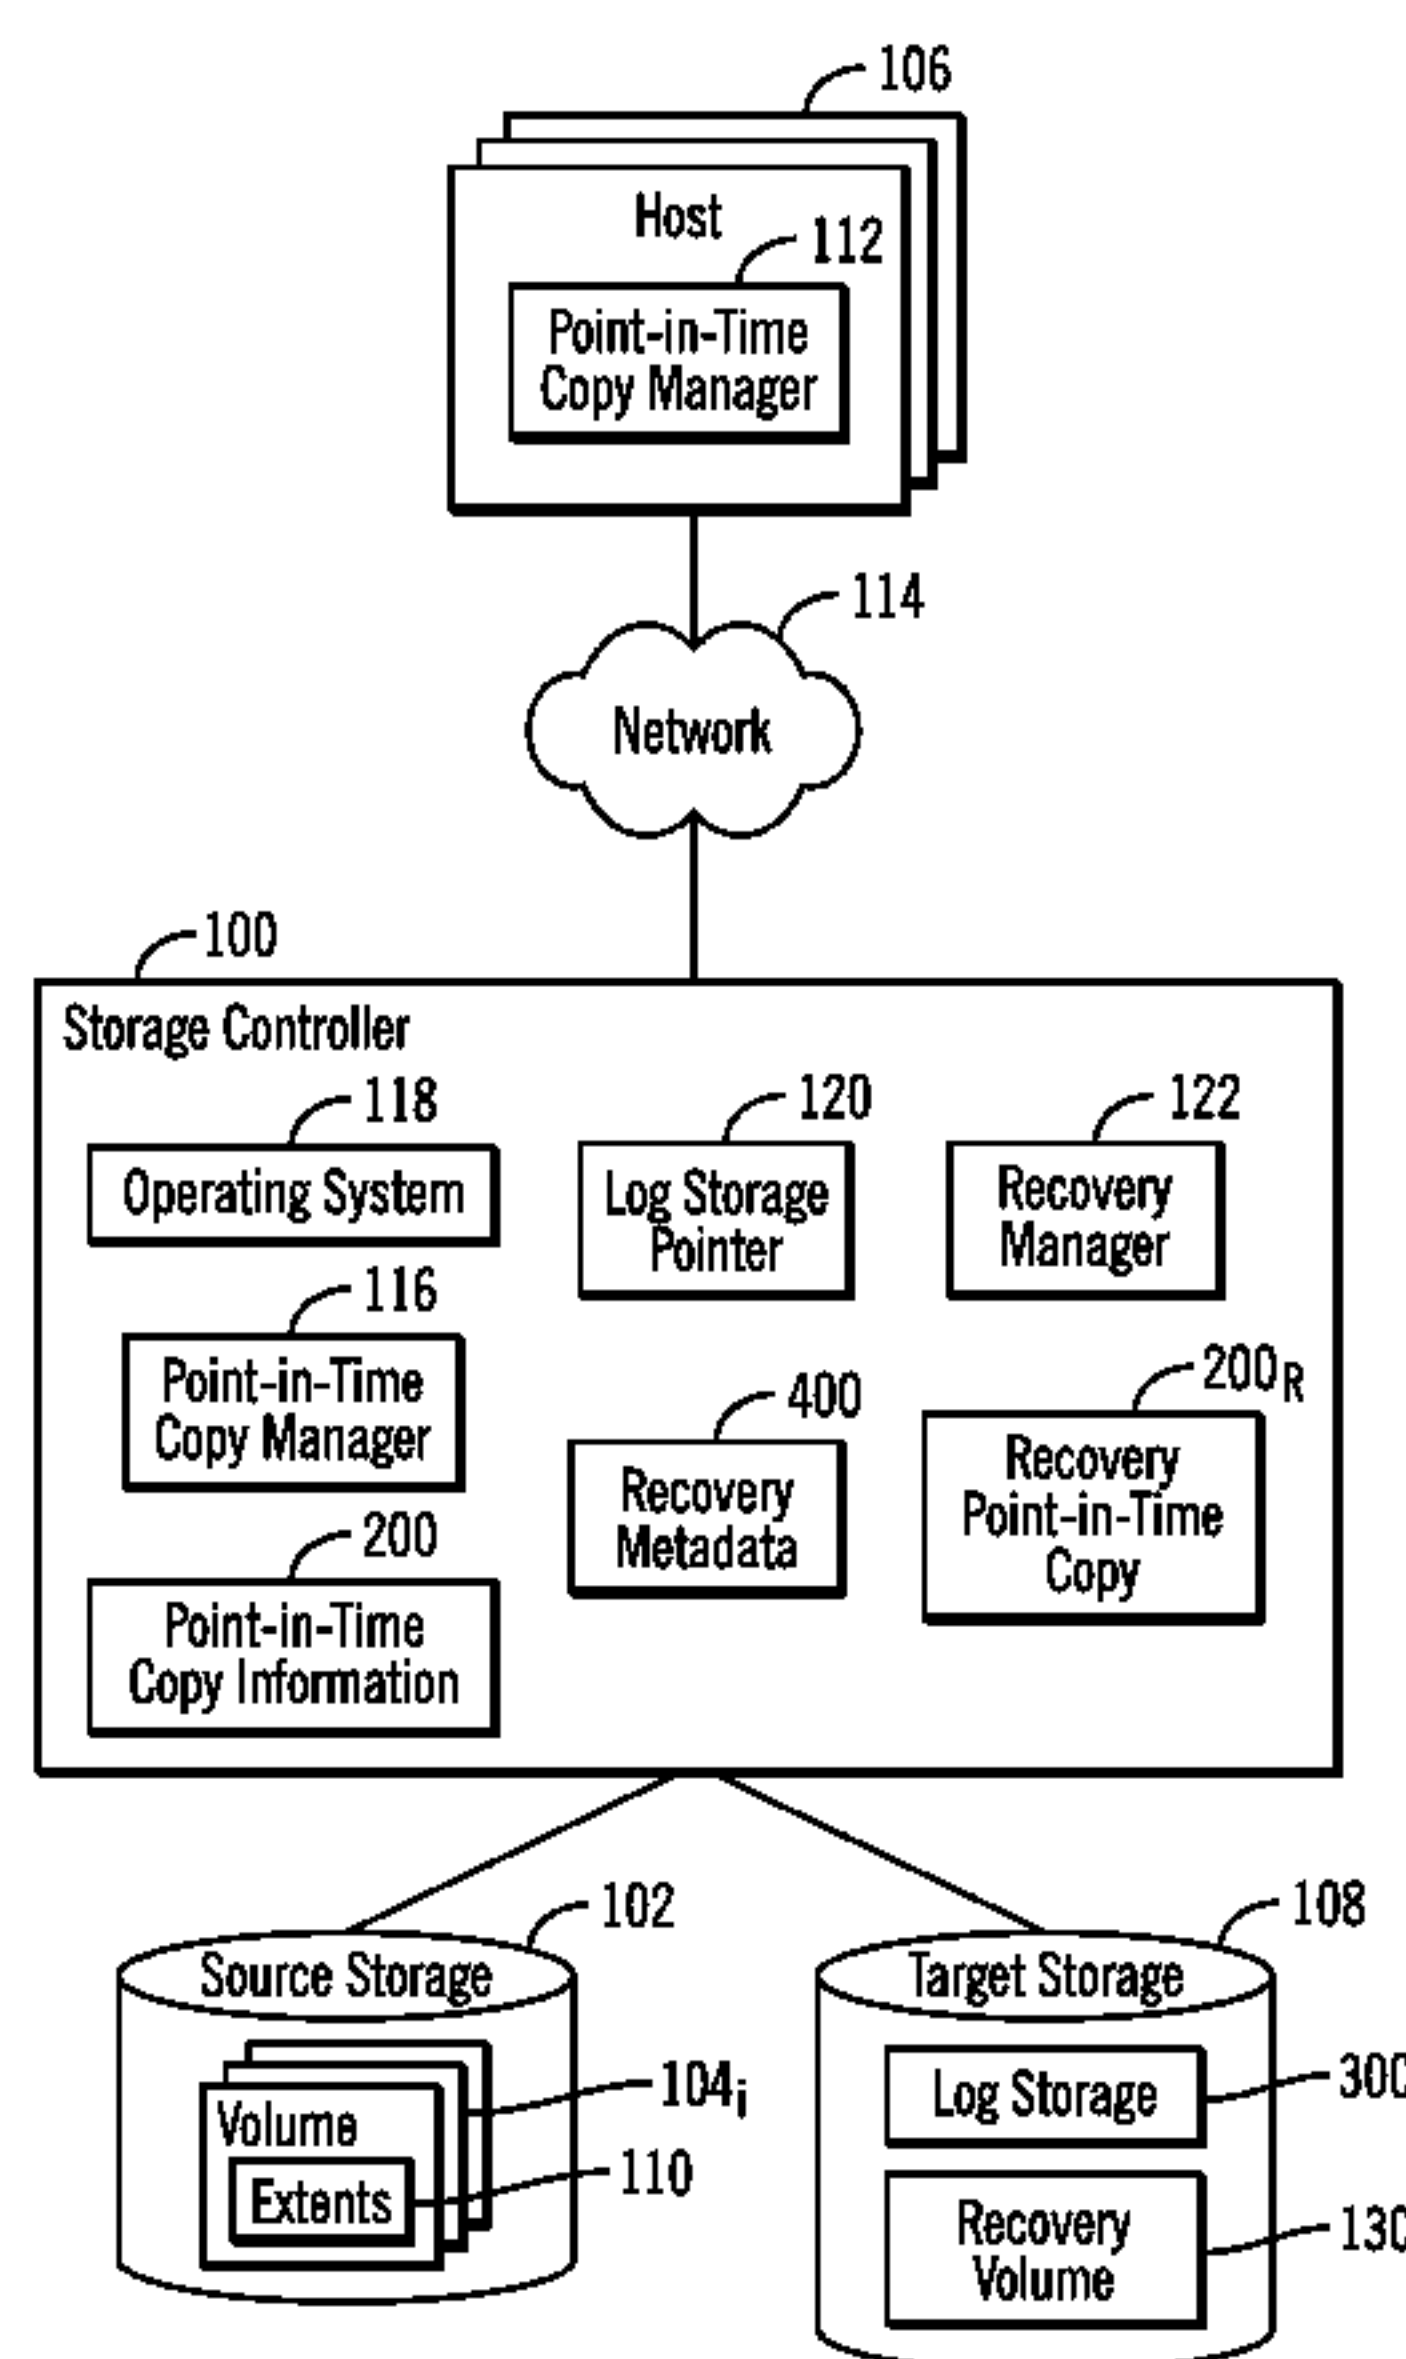 106
Host
112
Point-in-Time
Copy Manager
114
Network
100
Storage Controller
118
Operating System
120
Log Storage
Pointer
122
Recovery
Manager
116
Point-in-Time
Copy Manager
400
Recovery
Metadata
200R
Recovery
Point-in-Time
Copy
200
Point-in-Time
Copy Information
102
Source Storage
104i
Volume
110
Extents
108
Target Storage
Log Storage
300
Recovery
Volume
130